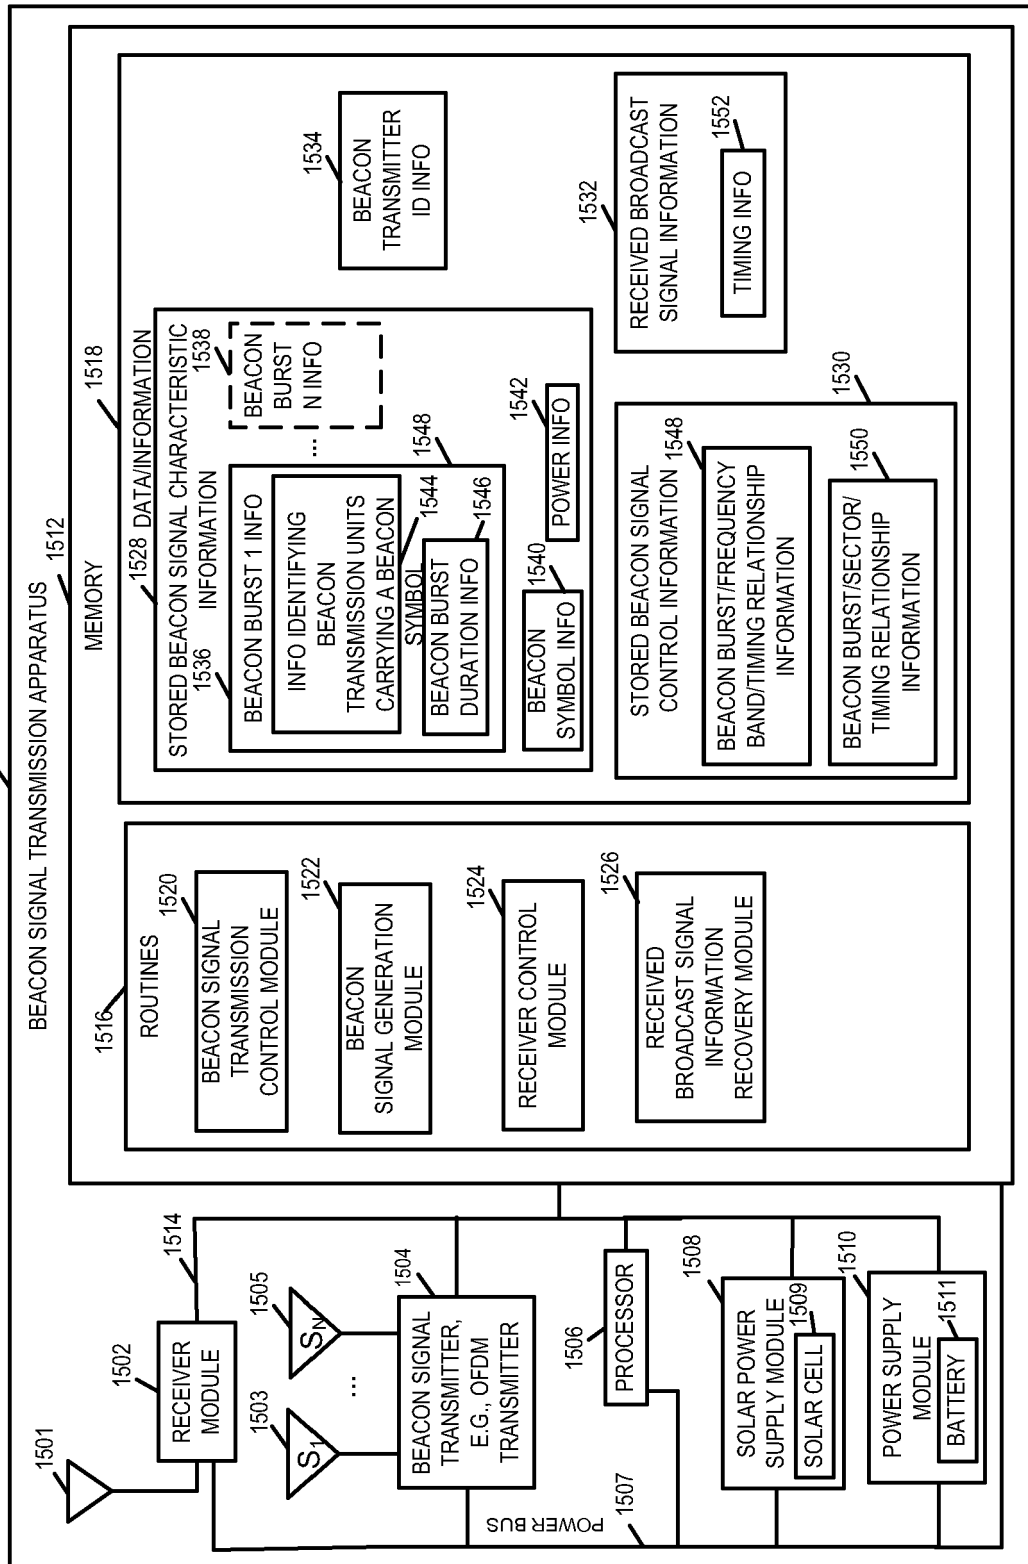 BEACON SIGNAL TRANSMISSION APPARATUS
1501
1502
RECEIVER
MODULE
1514
1503
S1
...
1505
SN
1504
BEACON SIGNAL
TRANSMITTER,
E.G., OFDM
TRANSMITTER
POWER BUS
1507
1506
PROCESSOR
1508
SOLAR POWER
SUPPLY MODULE
1509
SOLAR CELL
1510
POWER SUPPLY
MODULE
1511
BATTERY
1512
MEMORY
1516
ROUTINES
1520
BEACON SIGNAL
TRANSMISSION
CONTROL MODULE
1522
BEACON
SIGNAL GENERATION
MODULE
1524
RECEIVER CONTROL
MODULE
1526
RECEIVED
BROADCAST SIGNAL
INFORMATION
RECOVERY MODULE
1518
1528 DATA/INFORMATION
STORED BEACON SIGNAL CHARACTERISTIC
INFORMATION
1536
BEACON BURST 1 INFO
1548
INFO IDENTIFYING
BEACON
TRANSMISSION UNITS
CARRYING A BEACON
SYMBOL
1544
BEACON BURST
DURATION INFO
1546
...
1538
BEACON
BURST
N INFO
1540
BEACON
SYMBOL INFO
1542
POWER INFO
1534
BEACON
TRANSMITTER
ID INFO
1530
STORED BEACON SIGNAL
CONTROL INFORMATION
1548
BEACON BURST/FREQUENCY
BAND/TIMING RELATIONSHIP
INFORMATION
1550
BEACON BURST/SECTOR/
TIMING RELATIONSHIP
INFORMATION
1532
RECEIVED BROADCAST
SIGNAL INFORMATION
1552
TIMING INFO